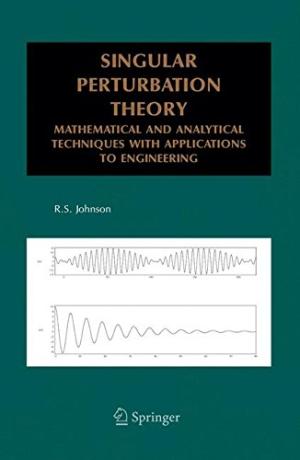 SINGULAR
PERTURBATION
THEORY
MATHEMATICAL AND ANALYTICAL
TECHNIQUES WITH APPLICATIONS
TO ENGINEERING
R.S. Johnson
Springer